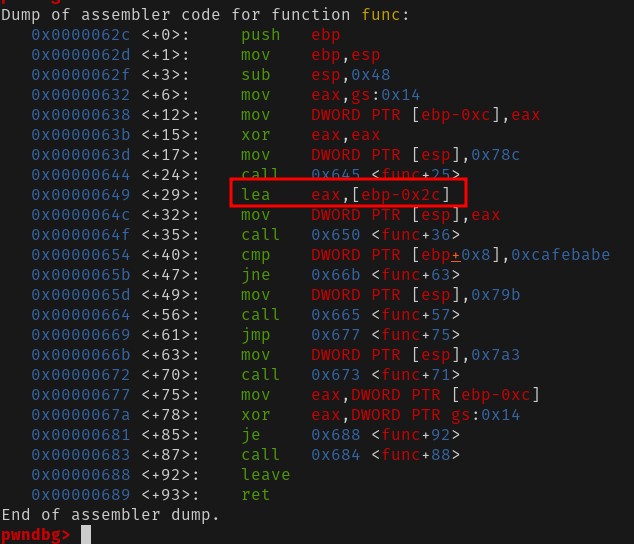 Dump of assembler code for function func:
0x0000062c <+0>: push ebp
0x0000062d <+1>: mov ebp,esp
0x0000062f <+3>: sub esp,0x48
0x00000632 <+6>: mov eax,gs:0x14
0x00000638 <+12>: mov DWORD PTR [ebp-0xc],eax
0x0000063b <+15>: xor eax,eax
0x0000063d <+17>: mov DWORD PTR [esp],0x78c
0x00000644 <+24>: call 0x645 <func+25>
0x00000649 <+29>: lea eax,[ebp-0x2c]
0x0000064c <+32>: mov DWORD PTR [esp],eax
0x0000064f <+35>: call 0x650 <func+36>
0x00000654 <+40>: cmp DWORD PTR [ebp+0x8],0xcafebabe
0x0000065b <+47>: jne 0x66b <func+63>
0x0000065d <+49>: mov DWORD PTR [esp],0x79b
0x00000664 <+56>: call 0x665 <func+57>
0x00000669 <+61>: jmp 0x677 <func+75>
0x0000066b <+63>: mov DWORD PTR [esp],0x7a3
0x00000672 <+70>: call 0x673 <func+71>
0x00000677 <+75>: mov eax,DWORD PTR [ebp-0xc]
0x0000067a <+78>: xor eax,DWORD PTR gs:0x14
0x00000681 <+85>: je 0x688 <func+92>
0x00000683 <+87>: call 0x684 <func+88>
0x00000688 <+92>: leave
0x00000689 <+93>: ret
End of assembler dump.
pwndbg>